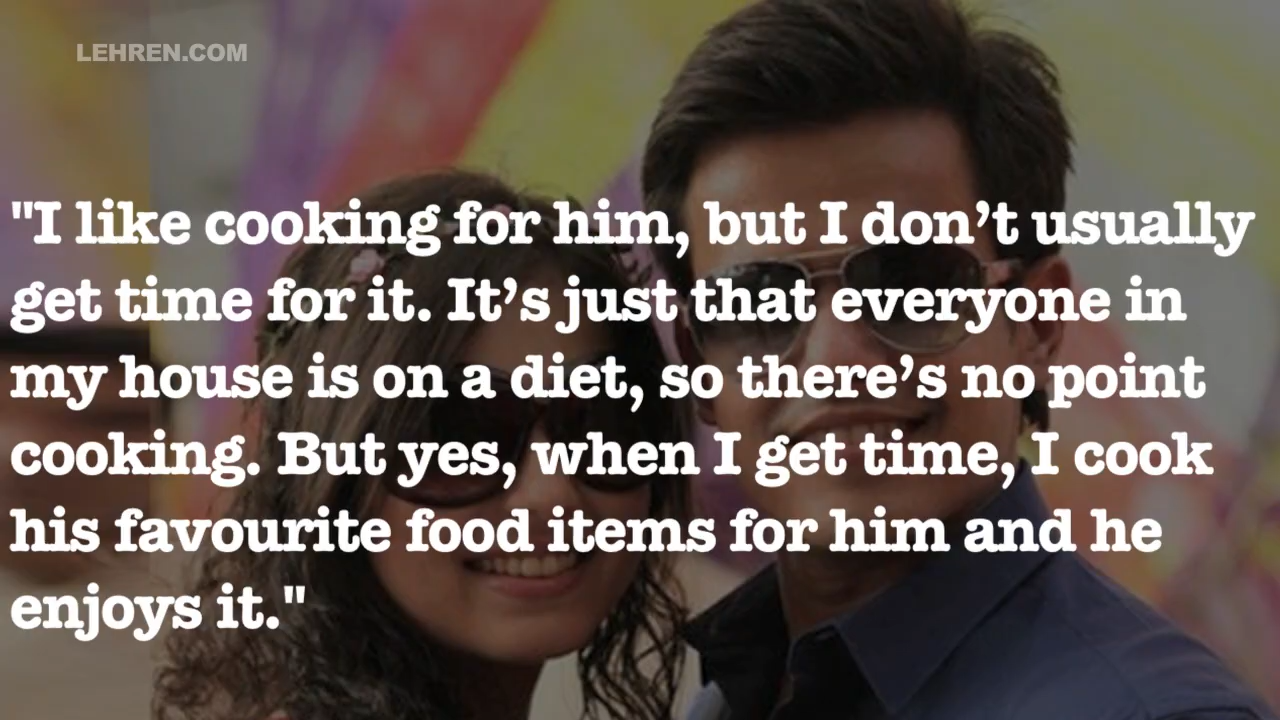 LEHREN.COM
"I like cooking for him, but I don’t usually
get time for it. It’s just that everyone in
my house is on a diet, so there’s no point
cooking. But yes, when I get time, I cook
his favourite food items for him and he
enjoys it."